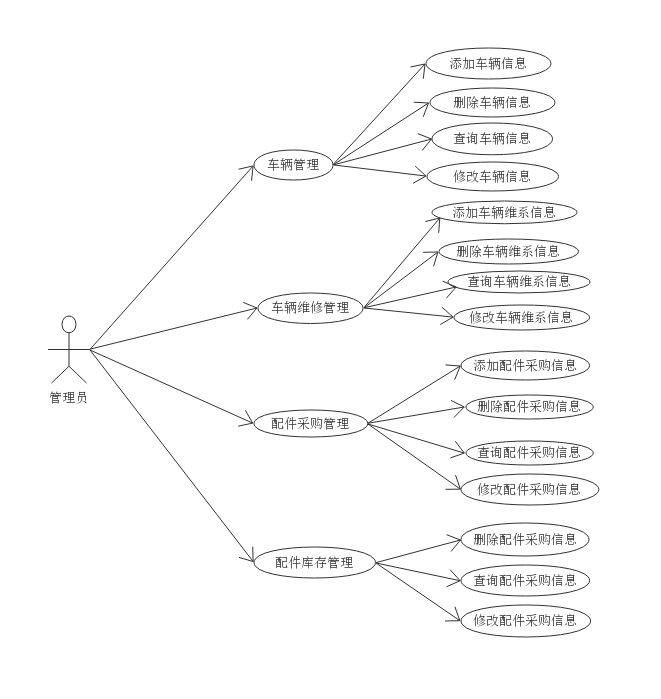 添加车辆信息
删除车辆信息
查询车辆信息
修改车辆信息
车辆管理
添加车辆维系信息
删除车辆维系信息
查询车辆维系信息
修改车辆维系信息
车辆维修管理
管理员
添加配件采购信息
删除配件采购信息
查询配件采购信息
修改配件采购信息
配件采购管理
删除配件采购信息
查询配件采购信息
修改配件采购信息
配件库存管理